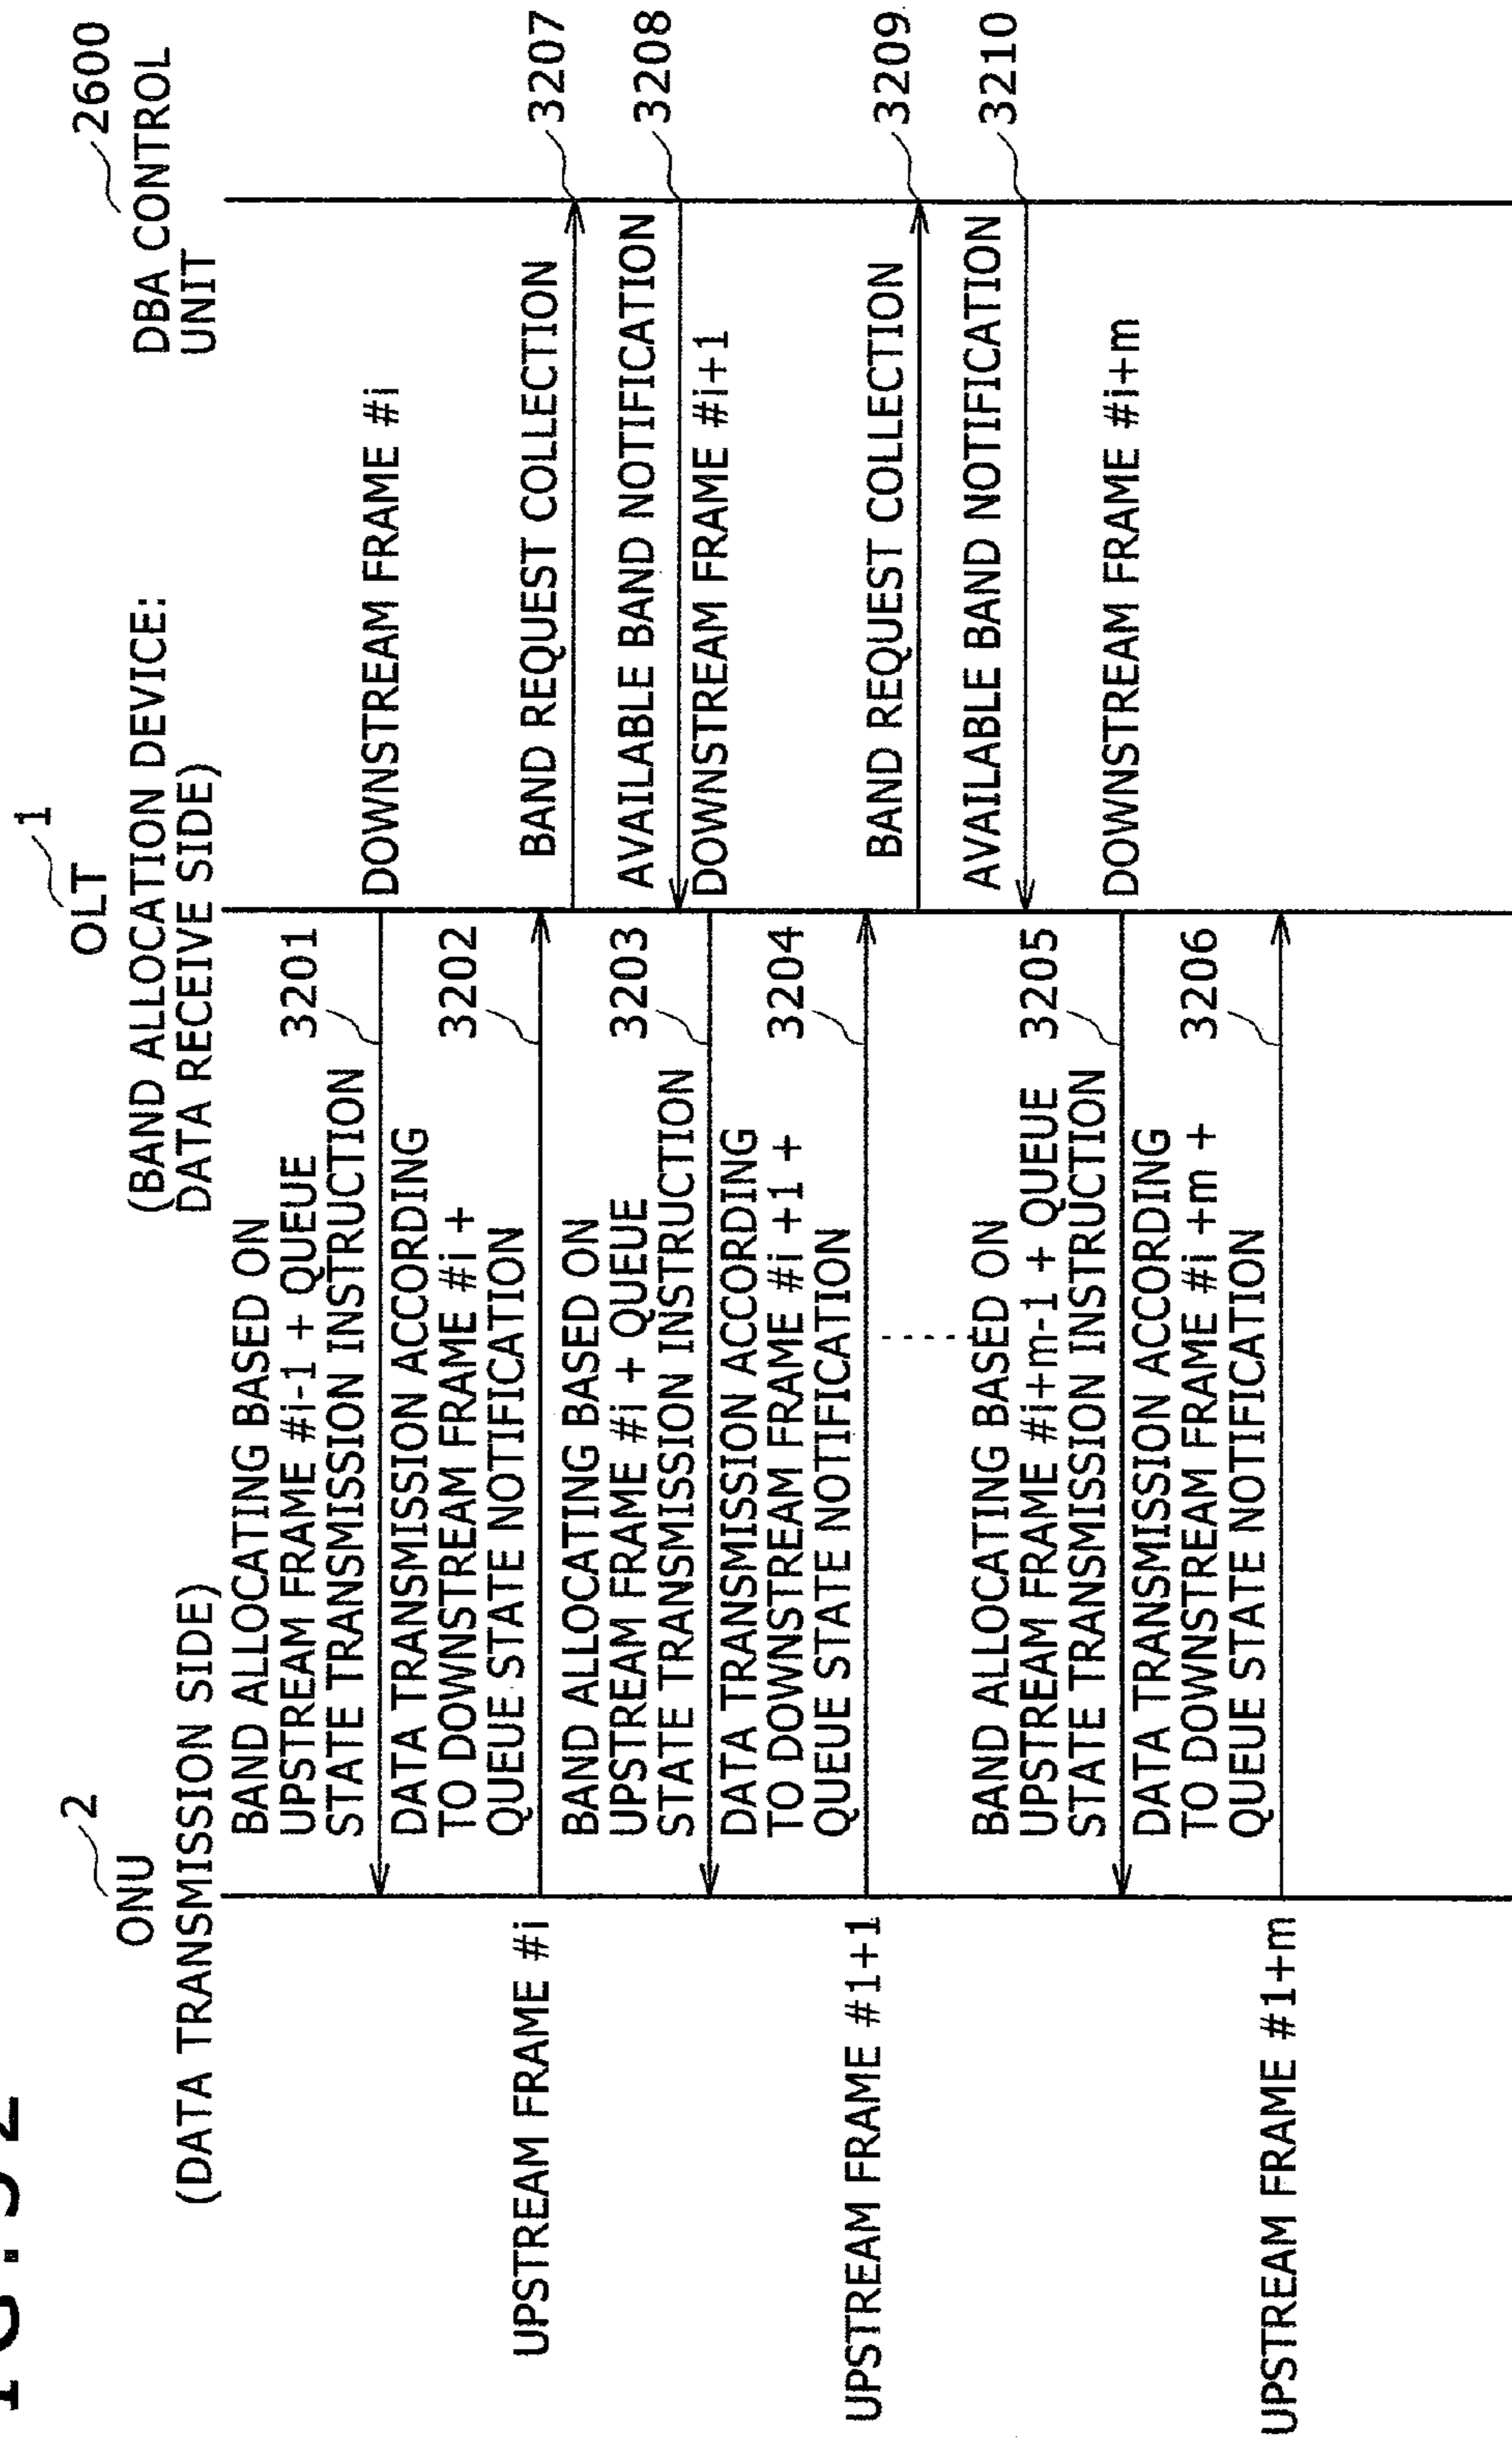 2
ONU
(DATA TRANSMISSION SIDE)
1
OLT
(BAND ALLOCATION DEVICE:
DATA RECEIVE SIDE)
2600
DBA CONTROL
UNIT
BAND ALLOCATING BASED ON
UPSTREAM FRAME #i-1 + QUEUE
STATE TRANSMISSION INSTRUCTION
3201
DOWNSTREAM FRAME #i
DATA TRANSMISSION ACCORDING
TO DOWNSTREAM FRAME #i +
QUEUE STATE NOTIFICATION
3202
UPSTREAM FRAME #i
BAND REQUEST COLLECTION
3207
AVAILABLE BAND NOTIFICATION
3208
BAND ALLOCATING BASED ON
UPSTREAM FRAME #i + QUEUE
STATE TRANSMISSION INSTRUCTION
3203
DOWNSTREAM FRAME #i+1
DATA TRANSMISSION ACCORDING
TO DOWNSTREAM FRAME #i +1 +
QUEUE STATE NOTIFICATION
3204
UPSTREAM FRAME #1+1
BAND REQUEST COLLECTION
3209
AVAILABLE BAND NOTIFICATION
3210
BAND ALLOCATING BASED ON
UPSTREAM FRAME #i+m-1 + QUEUE
STATE TRANSMISSION INSTRUCTION
3205
DOWNSTREAM FRAME #i+m
DATA TRANSMISSION ACCORDING
TO DOWNSTREAM FRAME #i +m +
QUEUE STATE NOTIFICATION
3206
UPSTREAM FRAME #1+m